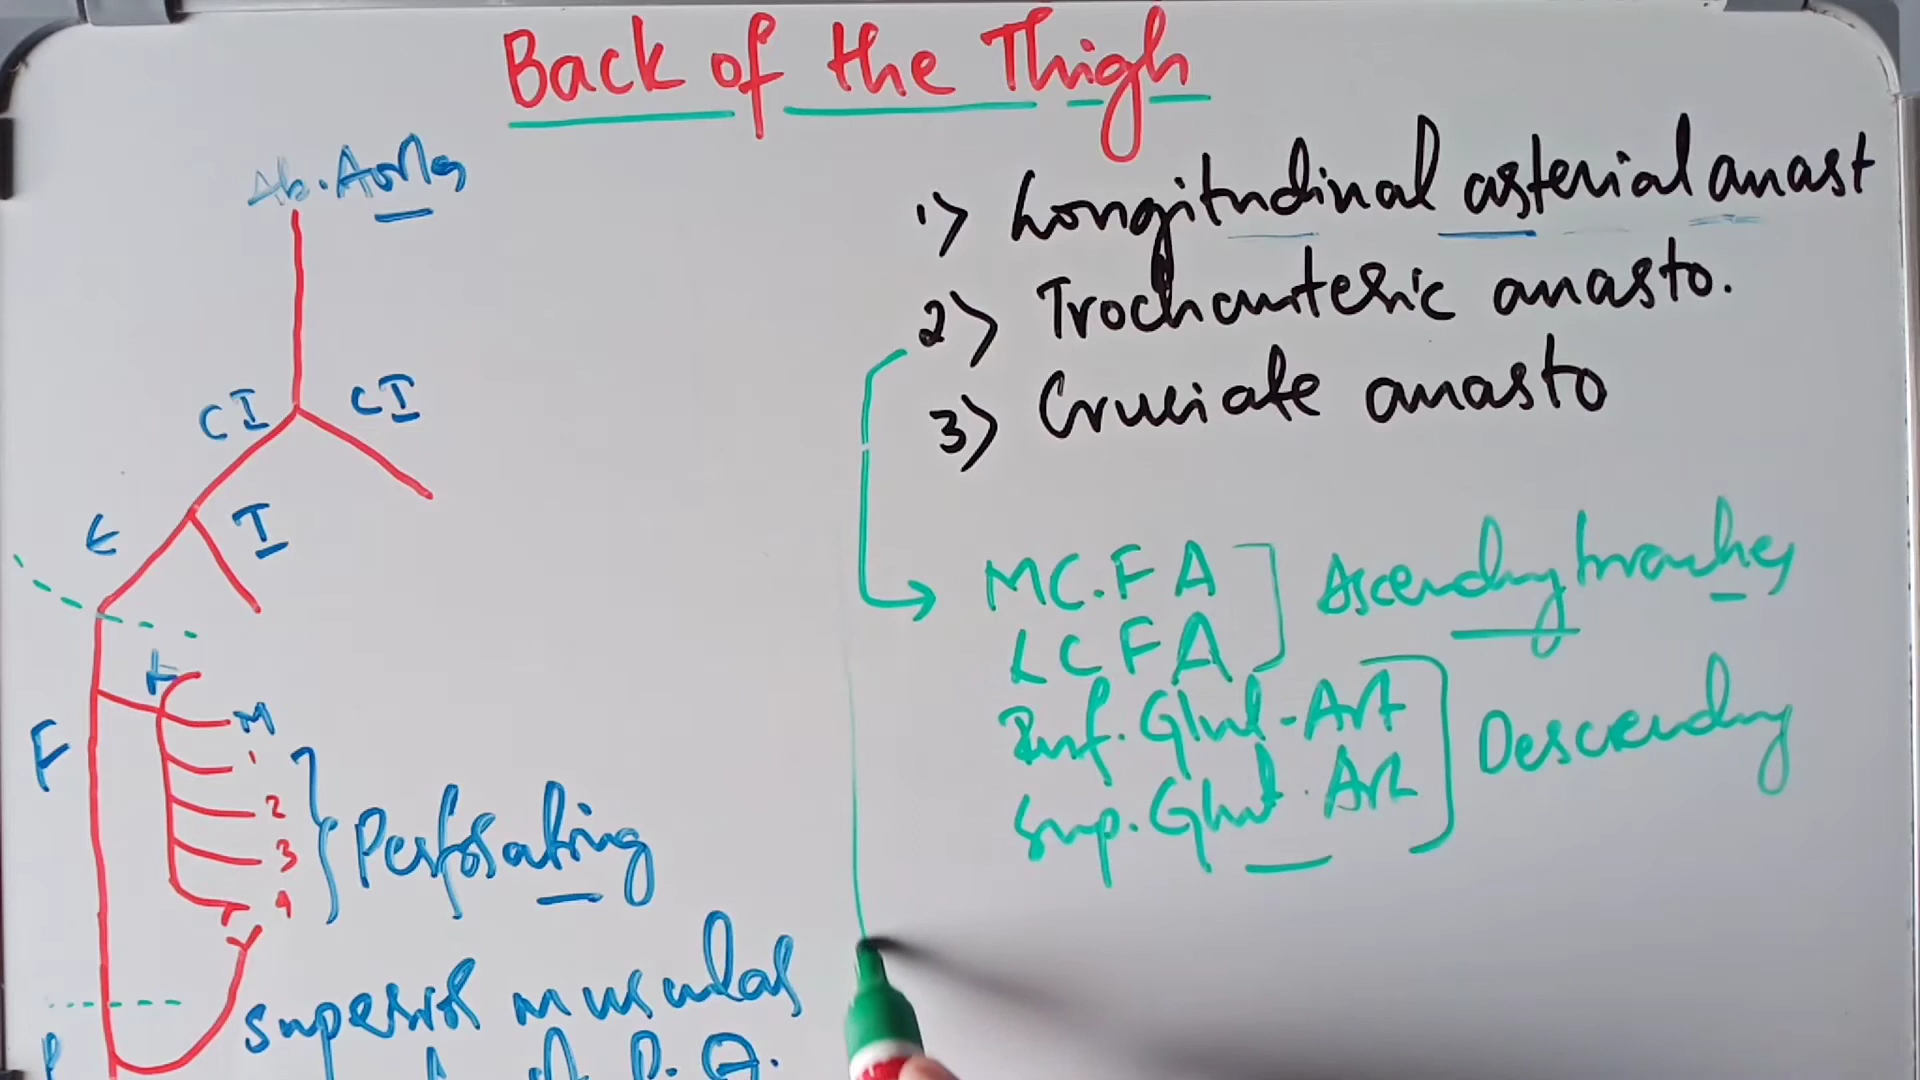 Back of the Thigh
Ab. Aorta
1) Longitudinal arterial anast
2) Trochanteric anasto.
3) Cruciate anasto
CI CI
E I
MC.F A Ascending branches
LCFA
Inf. Glut-Art
Sup. Glut. Art
Descending
F
L
M
1
2
3
4
Perforating
superior muscular
P. A.
P